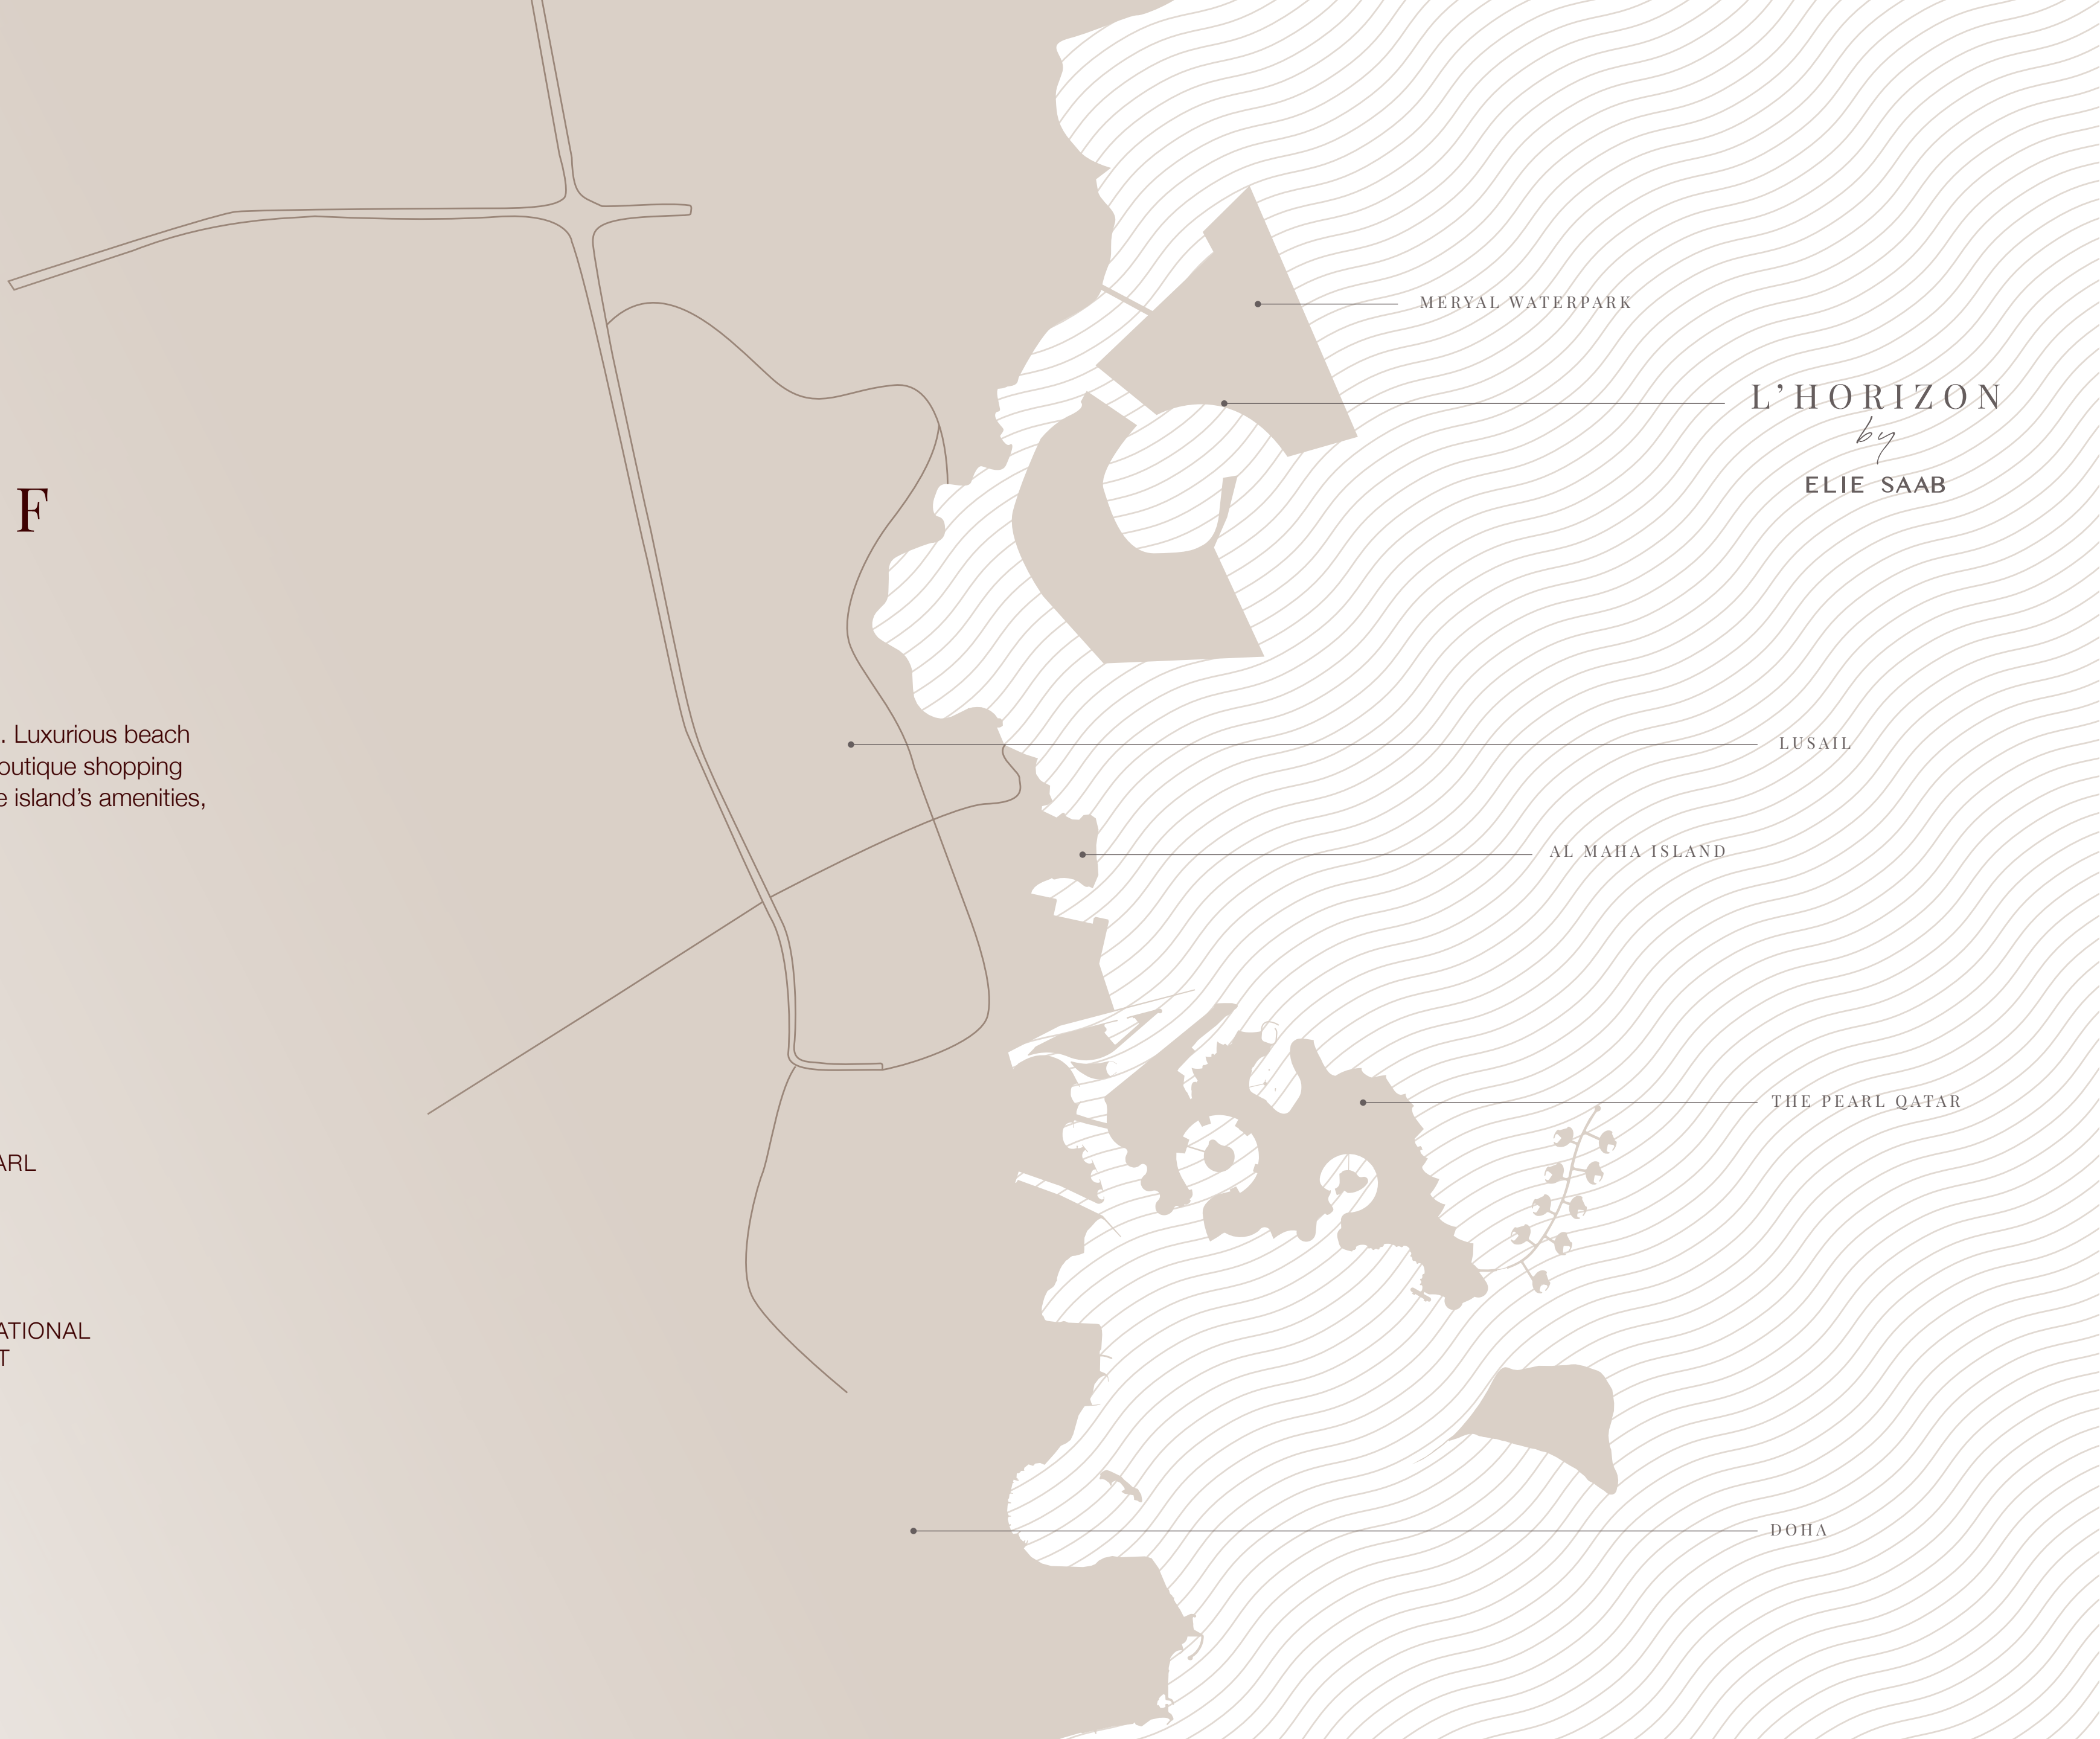 F
. Luxurious beach
outique shopping
e island's amenities,
ARL
ATIONAL
T
MERYAL WATERPARK
L'HORIZON
by
ELIE SAAB
LUSAIL
AL MAHA ISLAND
THE PEARL QATAR
DOHA